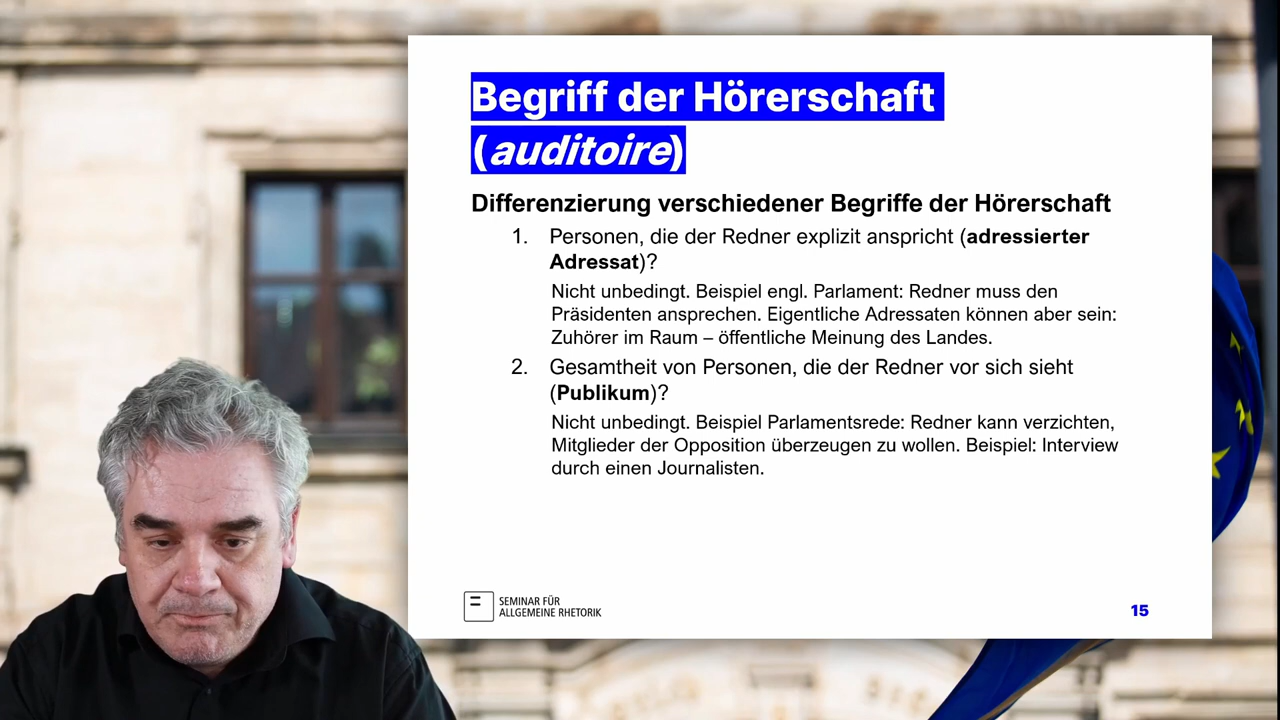 Begriff der Hörerschaft
(auditoire)
Differenzierung verschiedener Begriffe der Hörerschaft
1. Personen, die der Redner explizit anspricht (adressierter
Adressat)?
Nicht unbedingt. Beispiel engl. Parlament: Redner muss den
Präsidenten ansprechen. Eigentliche Adressaten können aber sein:
Zuhörer im Raum – öffentliche Meinung des Landes.
2. Gesamtheit von Personen, die der Redner vor sich sieht
(Publikum)?
Nicht unbedingt. Beispiel Parlamentsrede: Redner kann verzichten,
Mitglieder der Opposition überzeugen zu wollen. Beispiel: Interview
durch einen Journalisten.
SEMINAR FÜR
ALLGEMEINE RHETORIK
15